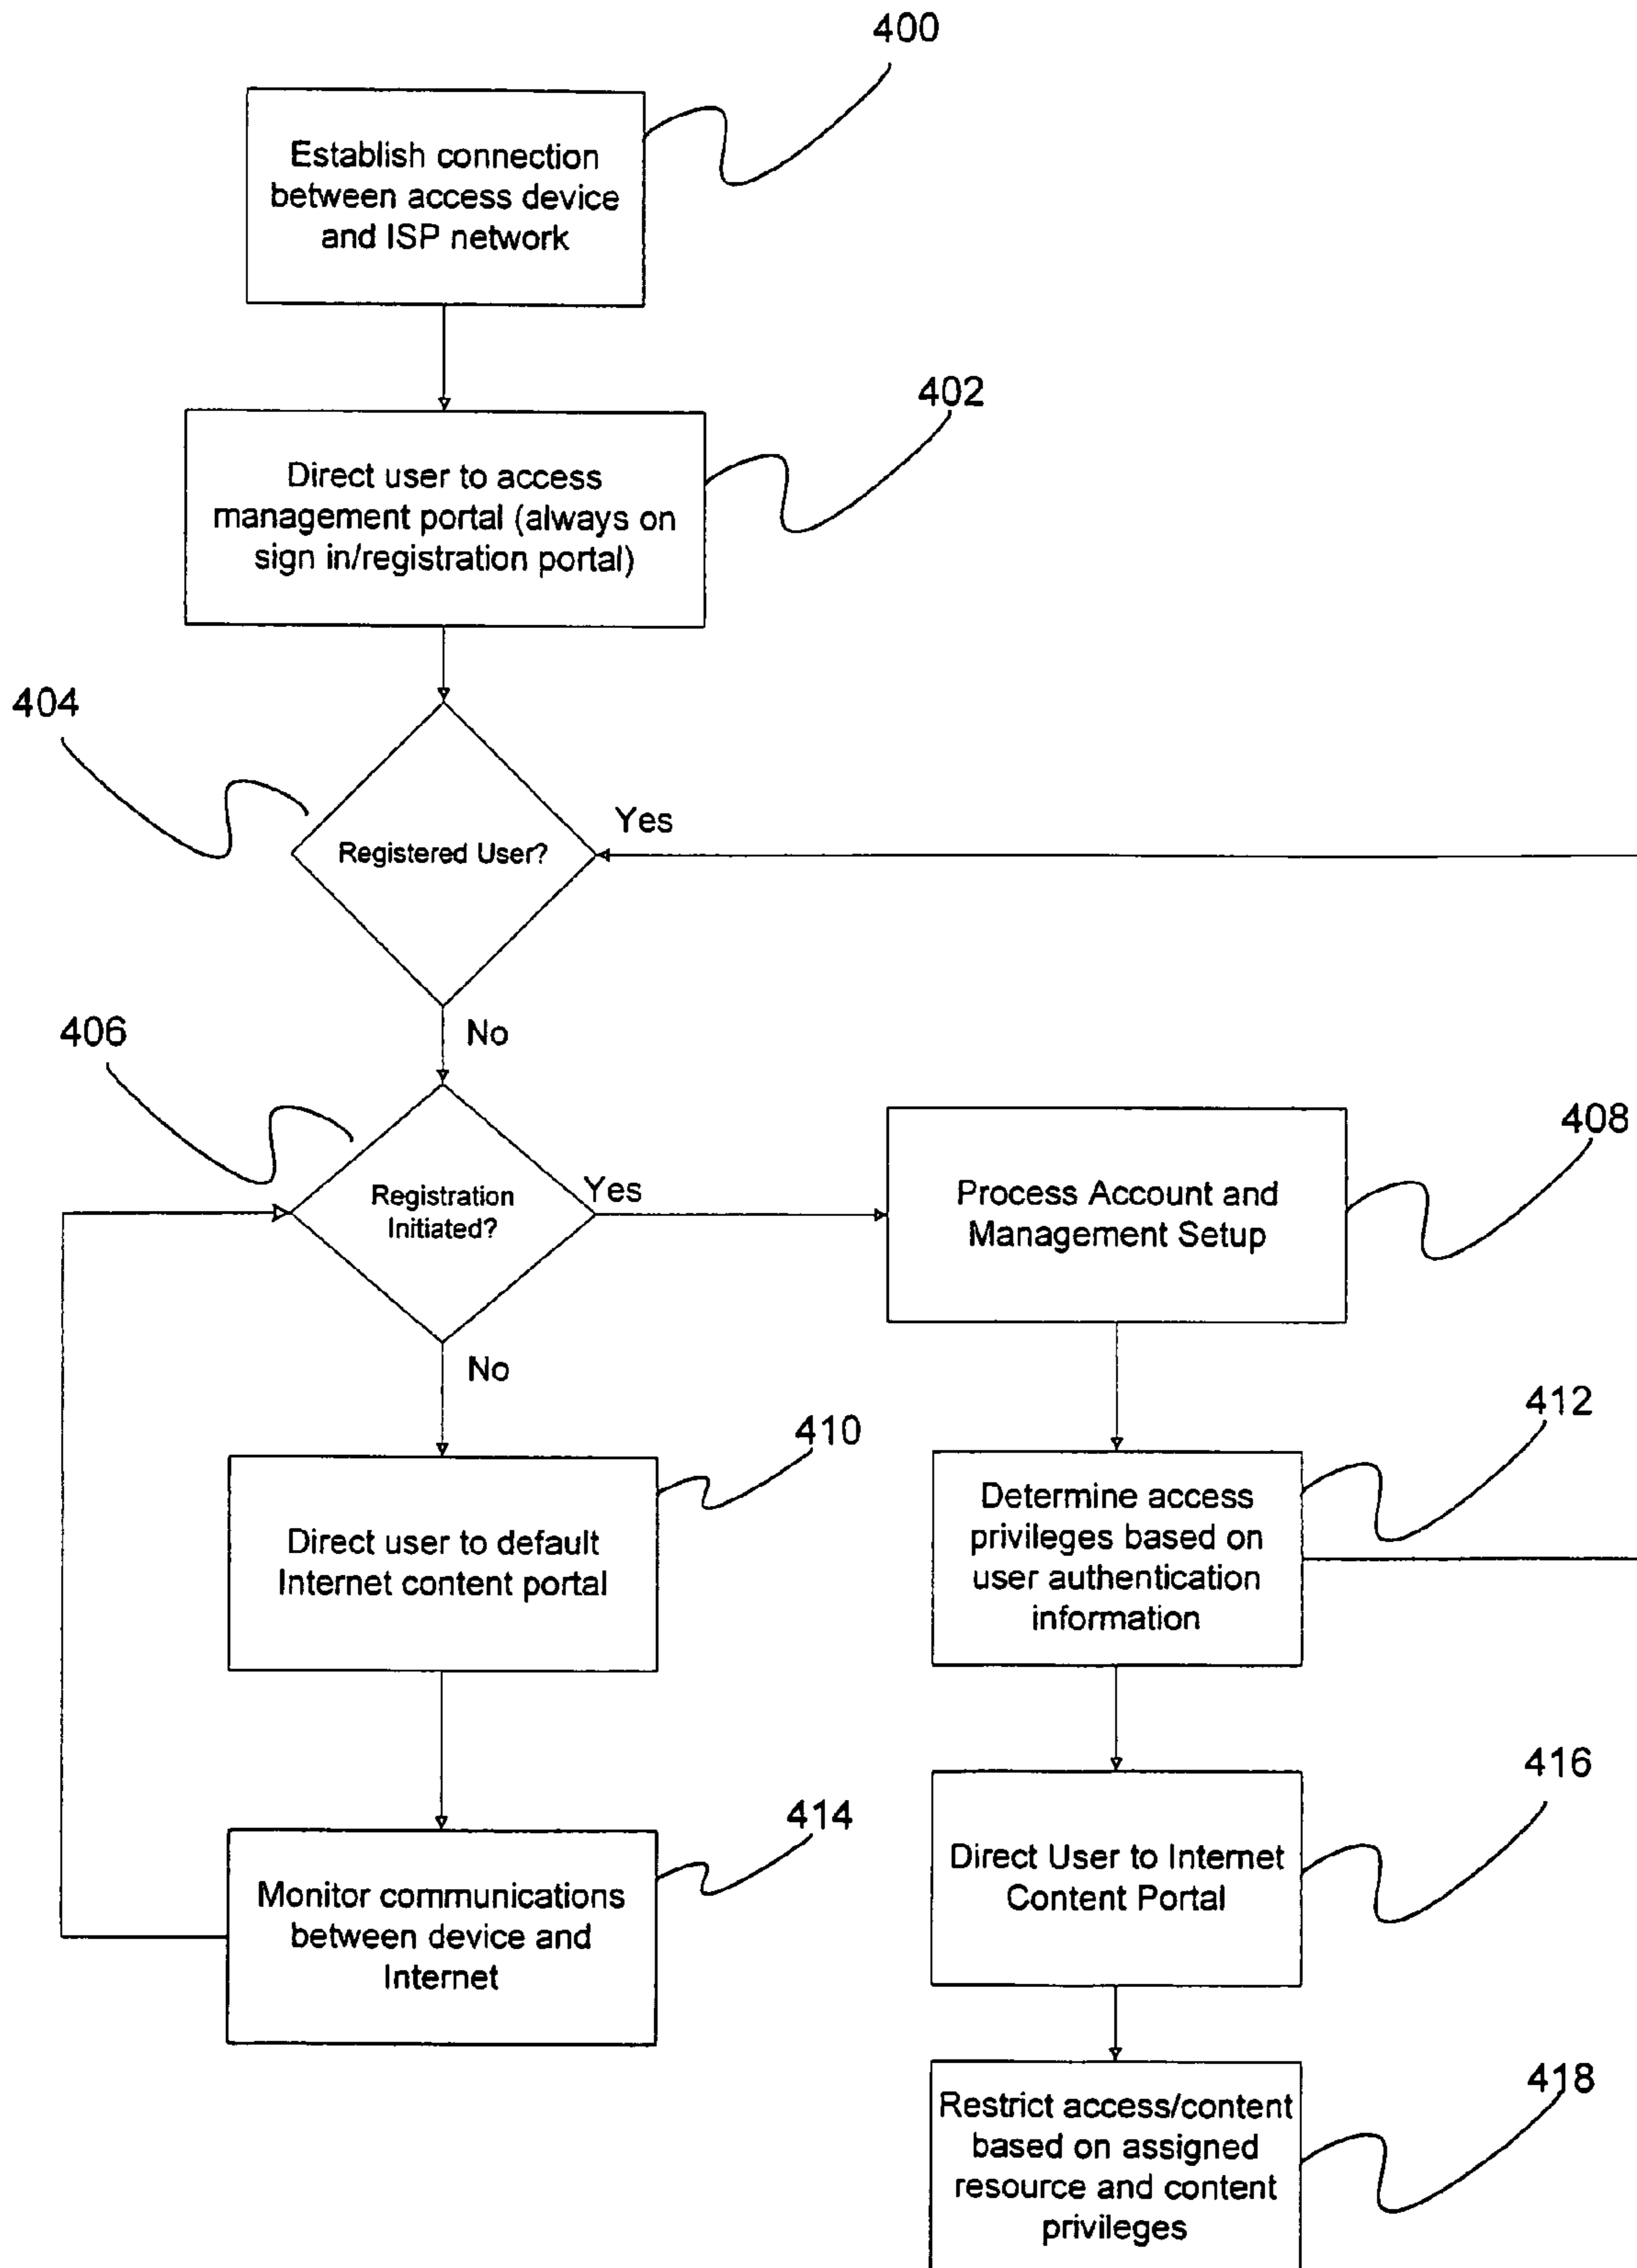 400
Establish connection
between access device
and ISP network
402
Direct user to access
management portal (always on
sign in/registration portal)
404
Registered User?
Yes
No
406
Registration
Initiated?
Yes
No
408
Process Account and
Management Setup
410
Direct user to default
Internet content portal
412
Determine access
privileges based on
user authentication
information
414
Monitor communications
between device and
Internet
416
Direct User to Internet
Content Portal
418
Restrict access/content
based on assigned
resource and content
privileges